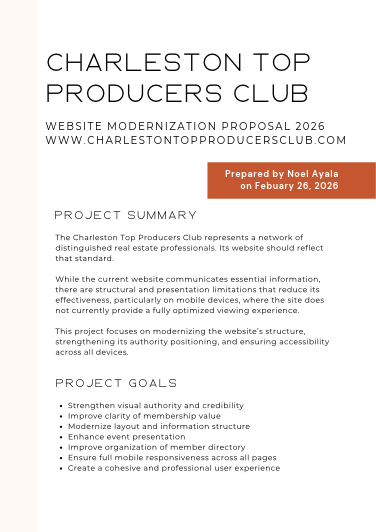 CHARLESTON TOP
PRODUCERS CLUB
WEBSITE MODERNIZATION PROPOSAL 2026
WWW.CHARLESTONTOPPRODUCERSCLUB.COM
Prepared by Noel Ayala
on Febuary 26, 2026
PROJECT SUMMARY
The Charleston Top Producers Club represents a network of
distinguished real estate professionals. Its website should reflect
that standard.
While the current website communicates essential information,
there are structural and presentation limitations that reduce its
effectiveness, particularly on mobile devices, where the site does
not currently provide a fully optimized viewing experience.
This project focuses on modernizing the website's structure,
strengthening its authority positioning, and ensuring accessibility
across all devices.
PROJECT GOALS
• Strengthen visual authority and credibility
• Improve clarity of membership value
• Modernize layout and information structure
• Enhance event presentation
• Improve organization of member directory
• Ensure full mobile responsiveness across all pages
• Create a cohesive and professional user experience